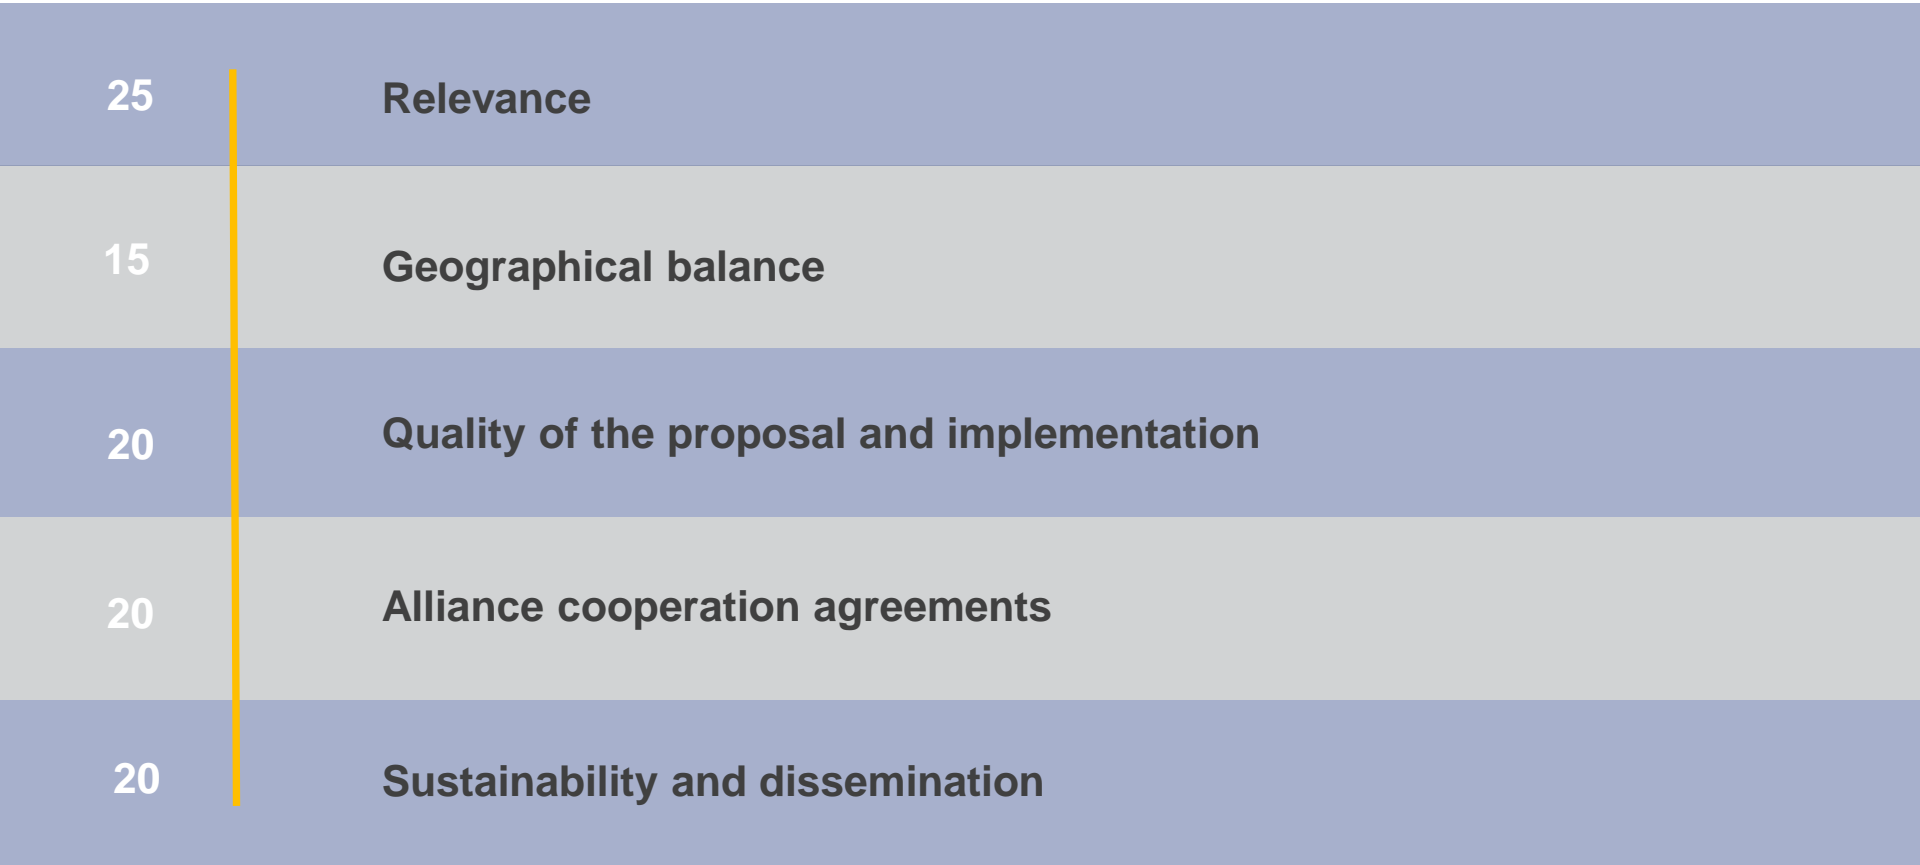 25 Relevance
15 Geographical balance
20 Quality of the proposal and implementation
20 Alliance cooperation agreements
20 Sustainability and dissemination